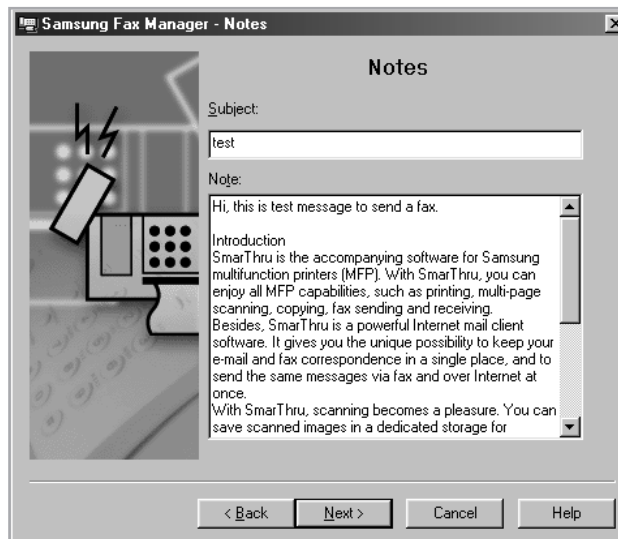 Samsung Fax Manager - Notes
Notes
Subject:
test
Note:
Hi, this is test message to send a fax.
Introduction
SmarThru is the accompanying software for Samsung
multifunction printers (MFP). With SmarThru, you can
enjoy all MFP capabilities, such as printing, multi-page
scanning, copying, fax sending and receiving.
Besides, SmarThru is a powerful Internet mail client
software. It gives you the unique possibility to keep your
e-mail and fax correspondence in a single place, and to
send the same messages via fax and over Internet at
once.
With SmarThru, scanning becomes a pleasure. You can
save scanned images in a dedicated storage for
< Back Next > Cancel Help